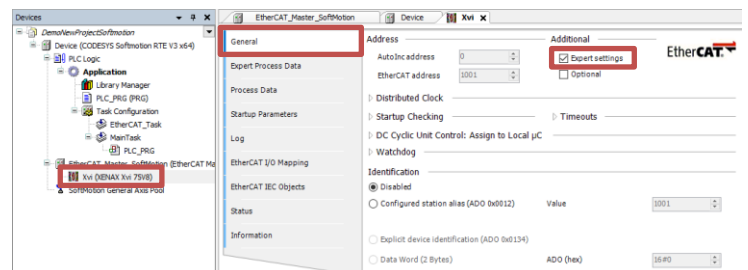 Devices
DemoNewProjectSoftmotion
Device (CODESYS Softmotion RTE V3 x64)
PLC Logic
Application
Library Manager
PLC_PRG (PRG)
Task Configuration
EtherCAT_Task
MainTask
PLC_PRG
EtherCAT_Master_SoftMotion (EtherCAT Ma
Xvi (XENAX Xvi 75V8)
SoftMotion General Axis Pool
EtherCAT_Master_SoftMotion
Device
Xvi
General
Expert Process Data
Process Data
Startup Parameters
Log
EtherCAT I/O Mapping
EtherCAT IEC Objects
Status
Information
Address
AutoInc address 0
EtherCAT address 1001
Additional
Expert settings
Optional
EtherCAT.
Distributed Clock
Startup Checking
Timeouts
DC Cyclic Unit Control: Assign to Local µC
Watchdog
Identification
Disabled
Configured station alias (ADO 0x0012) Value 1001
Explicit device identification (ADO 0x0134)
Data Word (2 Bytes) ADO (hex) 16#0